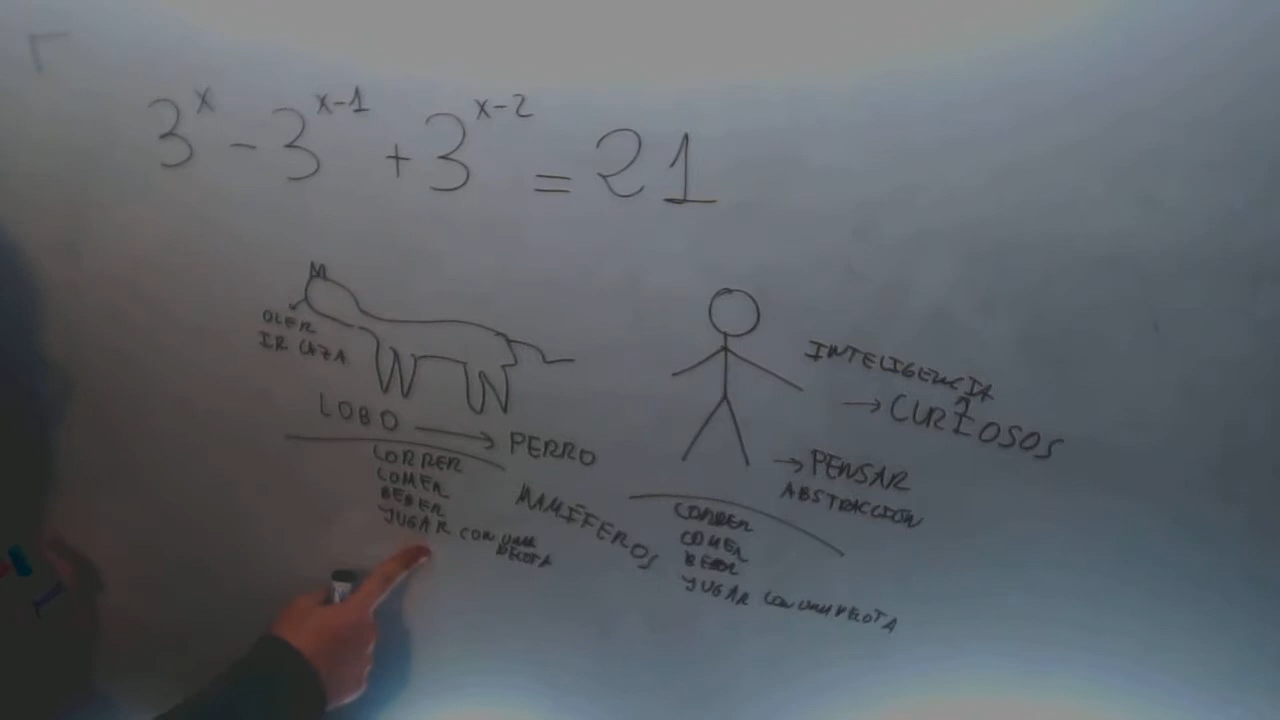 3^x - 3^(x-1) + 3^(x-2) = 21
OLER
IR CAZA
LOBO → PERRO
CORRER
COMER
BEBER
JUGAR CON UNA
PELOTA
MAMÍFEROS
INTELIGENCIA
→ CURIOSOS
→ PENSAR
ABSTRACCIÓN
CORRER
COMER
BEBER
JUGAR CON UNA PELOTA